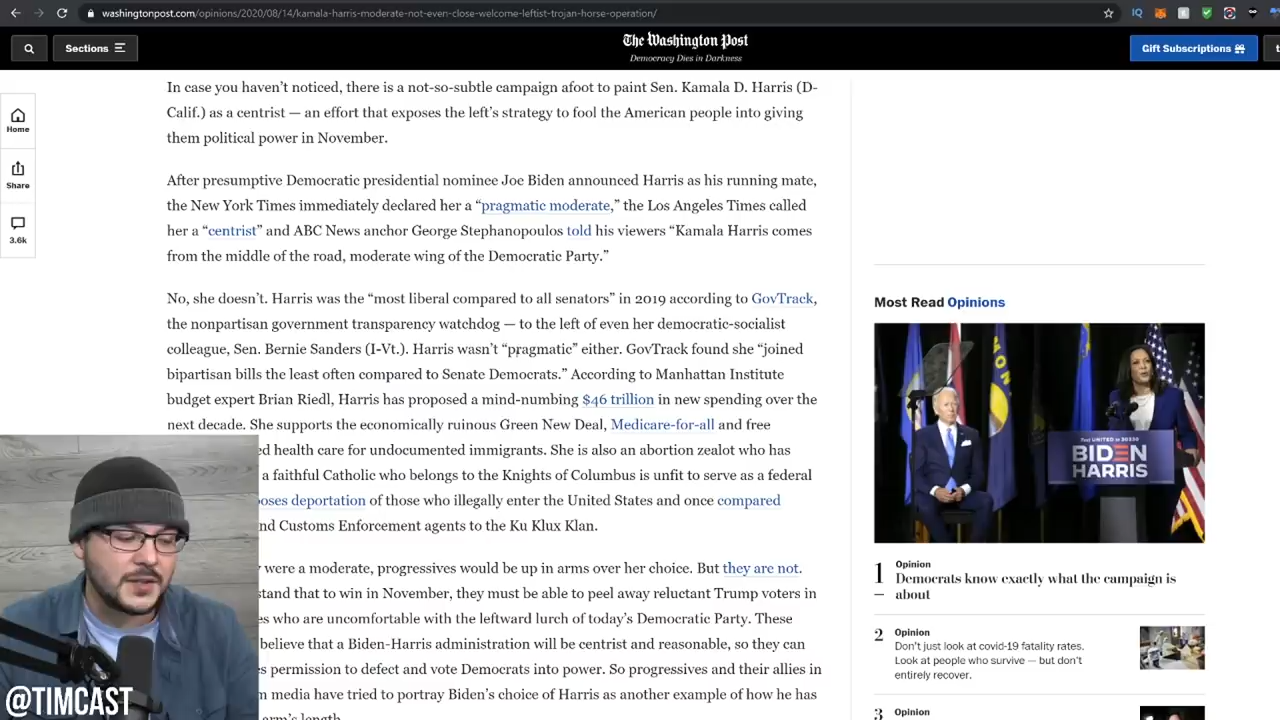 washingtonpost.com/opinions/2020/08/14/kamala-harris-moderate-not-even-close-welcome-leftist-trojan-horse-operation/
Sections
The Washington Post
Democracy Dies in Darkness
Gift Subscriptions
Home
Share
3.6k
In case you haven't noticed, there is a not-so-subtle campaign afoot to paint Sen. Kamala D. Harris (D-
Calif.) as a centrist — an effort that exposes the left's strategy to fool the American people into giving
them political power in November.
After presumptive Democratic presidential nominee Joe Biden announced Harris as his running mate,
the New York Times immediately declared her a “pragmatic moderate,” the Los Angeles Times called
her a “centrist” and ABC News anchor George Stephanopoulos told his viewers “Kamala Harris comes
from the middle of the road, moderate wing of the Democratic Party.”
No, she doesn't. Harris was the “most liberal compared to all senators” in 2019 according to GovTrack,
the nonpartisan government transparency watchdog — to the left of even her democratic-socialist
colleague, Sen. Bernie Sanders (I-Vt.). Harris wasn't “pragmatic” either. GovTrack found she “joined
bipartisan bills the least often compared to Senate Democrats.” According to Manhattan Institute
budget expert Brian Riedl, Harris has proposed a mind-numbing $46 trillion in new spending over the
next decade. She supports the economically ruinous Green New Deal, Medicare-for-all and free
health care for undocumented immigrants. She is also an abortion zealot who has
a faithful Catholic who belongs to the Knights of Columbus is unfit to serve as a federal
deportation of those who illegally enter the United States and once compared
Customs Enforcement agents to the Ku Klux Klan.
were a moderate, progressives would be up in arms over her choice. But they are not.
that to win in November, they must be able to peel away reluctant Trump voters in
who are uncomfortable with the leftward lurch of today's Democratic Party. These
believe that a Biden-Harris administration will be centrist and reasonable, so they can
permission to defect and vote Democrats into power. So progressives and their allies in
media have tried to portray Biden's choice of Harris as another example of how he has
Most Read Opinions
BIDEN
HARRIS
1
Opinion
Democrats know exactly what the campaign is
about
2
Opinion
Don't just look at covid-19 fatality rates.
Look at people who survive — but don't
entirely recover.
3
Opinion
@TIMCAST